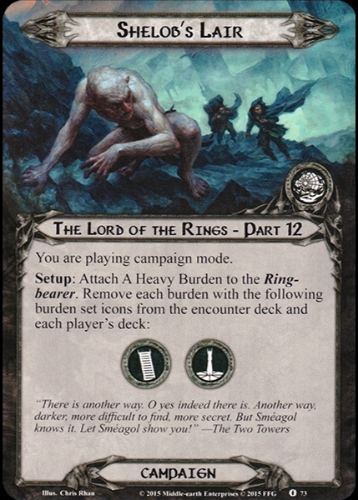 Shelob's Lair
The Lord of the Rings - Part 12
You are playing campaign mode.
Setup: Attach A Heavy Burden to the Ring-
bearer. Remove each burden with the following
burden set icons from the encounter deck and
each player's deck:
"There is another way. O yes indeed there is. Another way,
darker, more difficult to find, more secret. But Sméagol
knows it. Let Sméagol show you!" —The Two Towers
Campaign
Illus. Chris Rhan © 2015 Middle-earth Enterprises © 2015 FFG 73